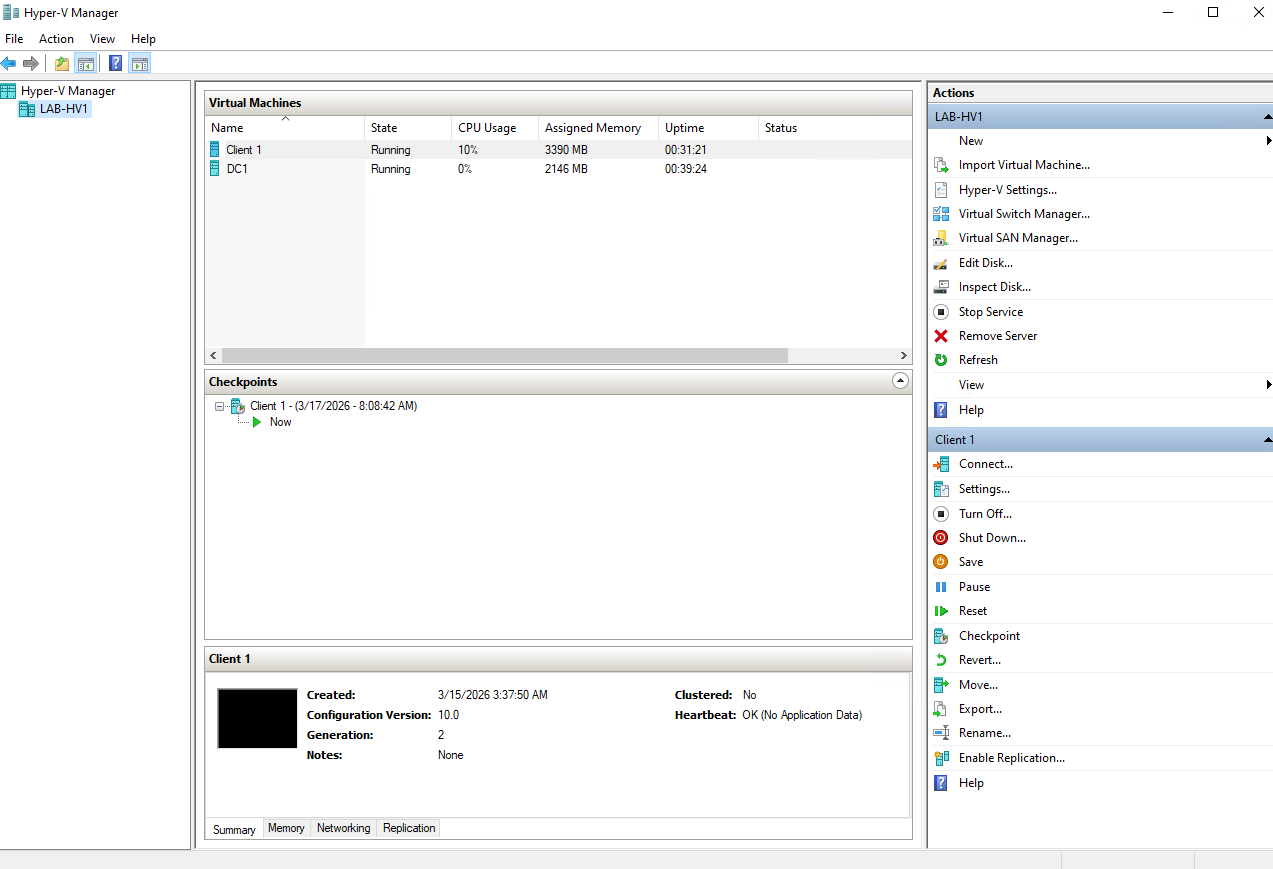 Hyper-V Manager
File Action View Help
Hyper-V Manager
LAB-HV1
Virtual Machines
Name State CPU Usage Assigned Memory Uptime Status
Client 1 Running 10% 3390 MB 00:31:21
DC1 Running 0% 2146 MB 00:39:24
Checkpoints
Client 1 - (3/17/2026 - 8:08:42 AM)
Now
Client 1
Created: 3/15/2026 3:37:50 AM Clustered: No
Configuration Version: 10.0 Heartbeat: OK (No Application Data)
Generation: 2
Notes: None
Summary Memory Networking Replication
Actions
LAB-HV1
New
Import Virtual Machine...
Hyper-V Settings...
Virtual Switch Manager...
Virtual SAN Manager...
Edit Disk...
Inspect Disk...
Stop Service
Remove Server
Refresh
View
Help
Client 1
Connect...
Settings...
Turn Off...
Shut Down...
Save
Pause
Reset
Checkpoint
Revert...
Move...
Export...
Rename...
Enable Replication...
Help